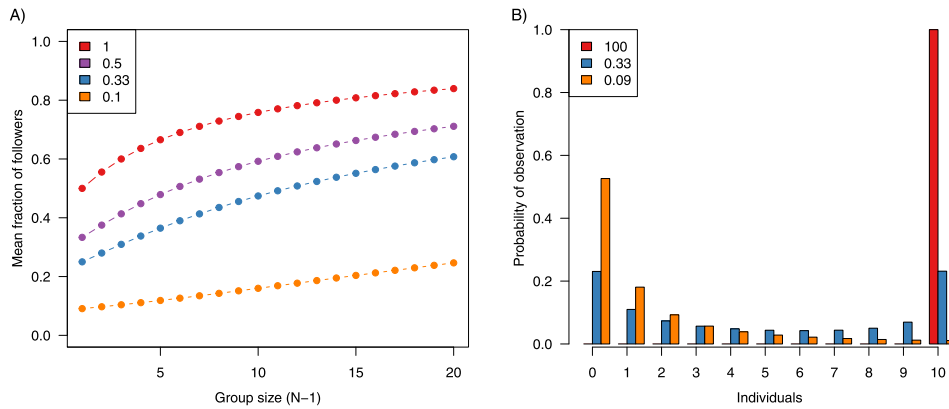 A)
Mean fraction of followers
1.0
0.8
0.6
0.4
0.2
0.0
1
0.5
0.33
0.1
5 10 15 20
Group size (N−1)
B)
Probability of observation
1.0
0.8
0.6
0.4
0.2
0.0
100
0.33
0.09
0 1 2 3 4 5 6 7 8 9 10
Individuals